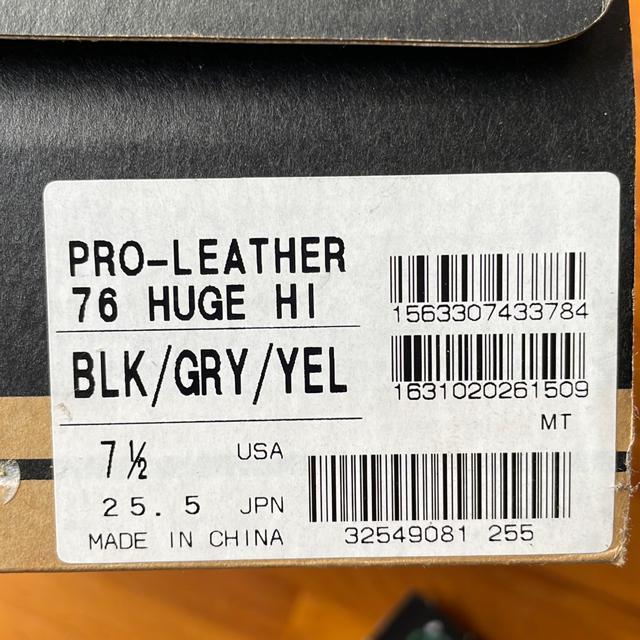 PRO-LEATHER
76 HUGE HI
BLK/GRY/YEL
7½ USA
25.5 JPN
MADE IN CHINA
1563307433784
1631020261509
MT
32549081 255